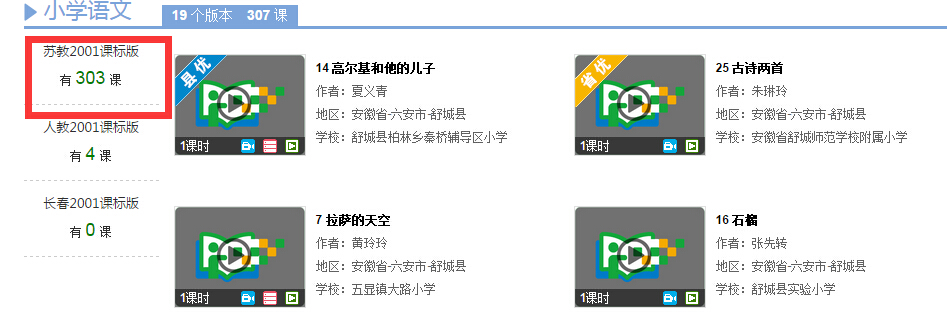 小学语文
19 个版本 307 课
苏教2001课标版
有 303 课
人教2001课标版
有 4 课
长春2001课标版
有 0 课
县优
1课时
14 高尔基和他的儿子
作者：夏义青
地区：安徽省-六安市-舒城县
学校：舒城县柏林乡秦桥辅导区小学
省优
1课时
25 古诗两首
作者：朱琳玲
地区：安徽省-六安市-舒城县
学校：安徽省舒城师范学校附属小学
1课时
7 拉萨的天空
作者：黄玲玲
地区：安徽省-六安市-舒城县
学校：五显镇大路小学
1课时
16 石榴
作者：张先转
地区：安徽省-六安市-舒城县
学校：舒城县实验小学